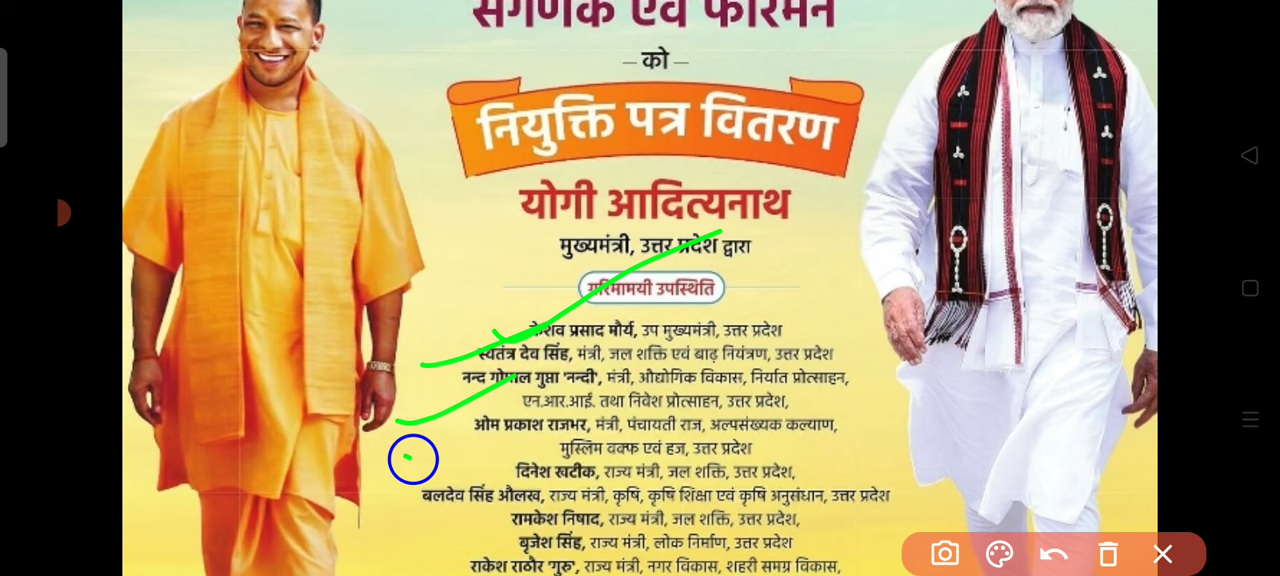 संगणक एवं फोरमैन
– को –
नियुक्ति पत्र वितरण
योगी आदित्यनाथ
मुख्यमंत्री, उत्तर प्रदेश द्वारा
गरिमामयी उपस्थिति
केशव प्रसाद मौर्य, उप मुख्यमंत्री, उत्तर प्रदेश
स्वतंत्र देव सिंह, मंत्री, जल शक्ति एवं बाढ़ नियंत्रण, उत्तर प्रदेश
नन्द गोपाल गुप्ता 'नन्दी', मंत्री, औद्योगिक विकास, निर्यात प्रोत्साहन,
एन.आर.आई. तथा निवेश प्रोत्साहन, उत्तर प्रदेश,
ओम प्रकाश राजभर, मंत्री, पंचायती राज, अल्पसंख्यक कल्याण,
मुस्लिम वक्फ एवं हज, उत्तर प्रदेश
दिनेश खटीक, राज्य मंत्री, जल शक्ति, उत्तर प्रदेश,
बलदेव सिंह औलख, राज्य मंत्री, कृषि, कृषि शिक्षा एवं कृषि अनुसंधान, उत्तर प्रदेश
रामकेश निषाद, राज्य मंत्री, जल शक्ति, उत्तर प्रदेश,
बृजेश सिंह, राज्य मंत्री, लोक निर्माण, उत्तर प्रदेश
राकेश राठौर 'गुरु', राज्य मंत्री, नगर विकास, शहरी समग्र विकास,